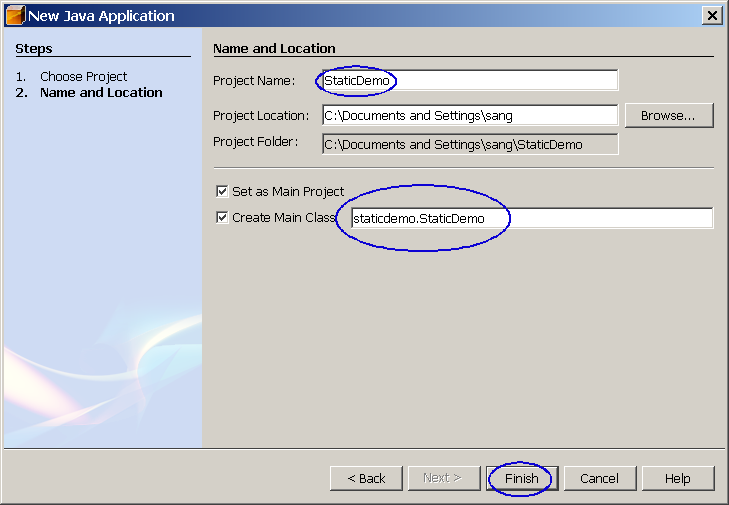 New Java Application
Steps
1. Choose Project
2. Name and Location
Name and Location
Project Name: StaticDemo
Project Location: C:\Documents and Settings\sang Browse...
Project Folder: C:\Documents and Settings\sang\StaticDemo
Set as Main Project
Create Main Class staticdemo.StaticDemo
< Back Next > Finish Cancel Help